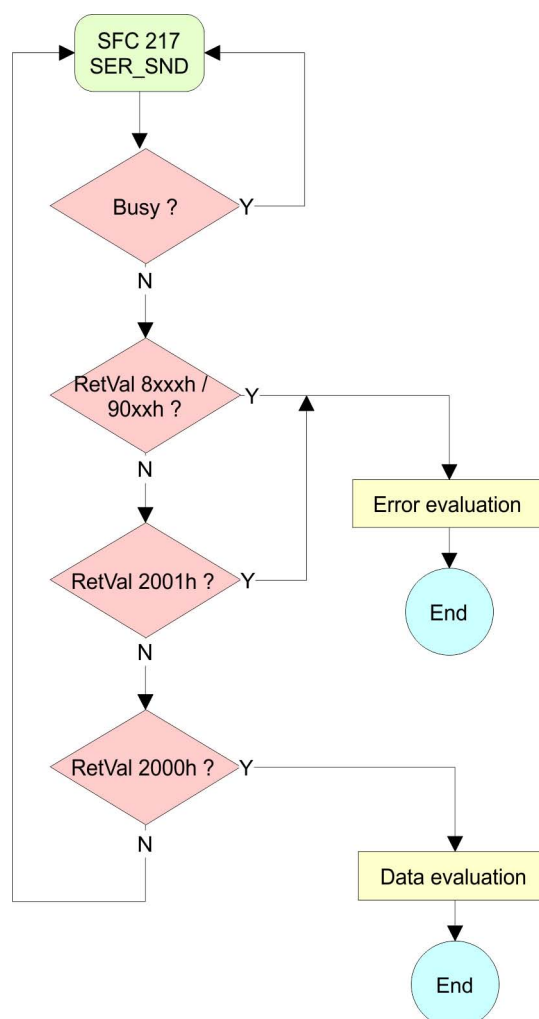 SFC 217
SER_SND
Busy ?
Y
N
RetVal 8xxxh /
90xxh ?
Y
N
Error evaluation
RetVal 2001h ?
Y
End
N
RetVal 2000h ?
Y
N
Data evaluation
End